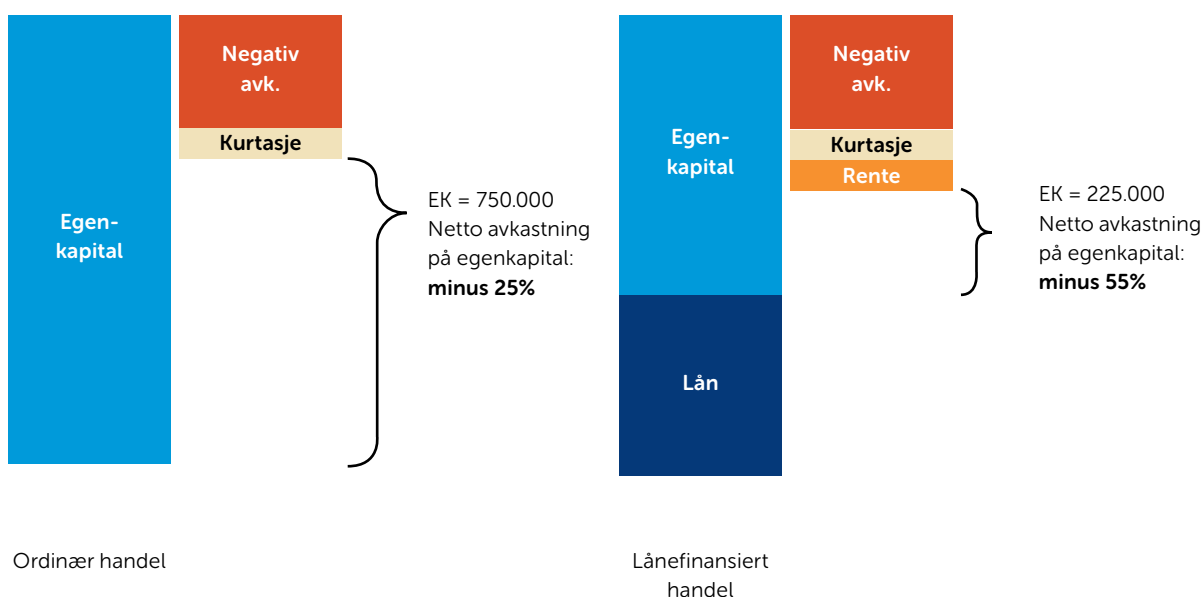 Negativ
avk.
Kurtasje
Egen-
kapital
EK = 750.000
Netto avkastning
på egenkapital:
minus 25%
Ordinær handel
Negativ
avk.
Kurtasje
Rente
Egen-
kapital
Lån
EK = 225.000
Netto avkastning
på egenkapital:
minus 55%
Lånefinansiert
handel